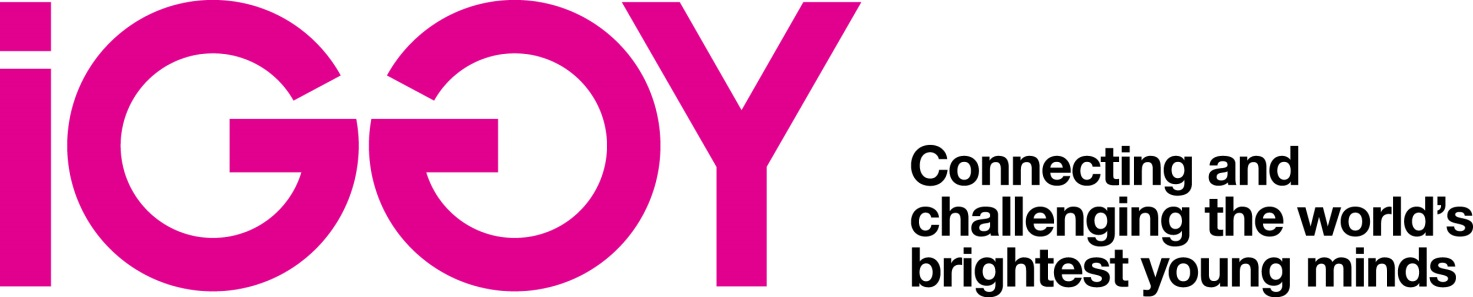 iGGY
Connecting and
challenging the world’s
brightest young minds